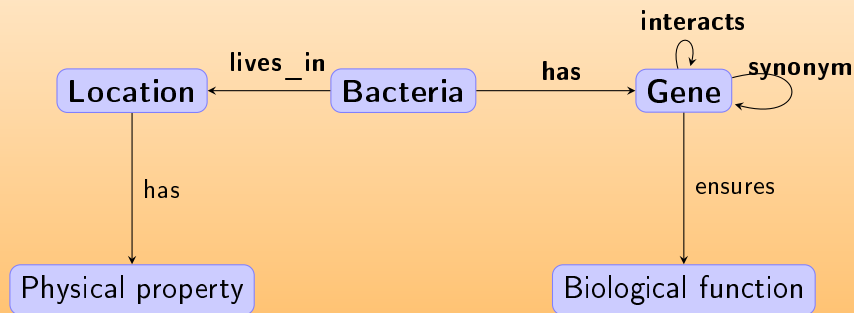 interacts
lives_in
has
synonym
Location
Bacteria
Gene
has
ensures
Physical property
Biological function